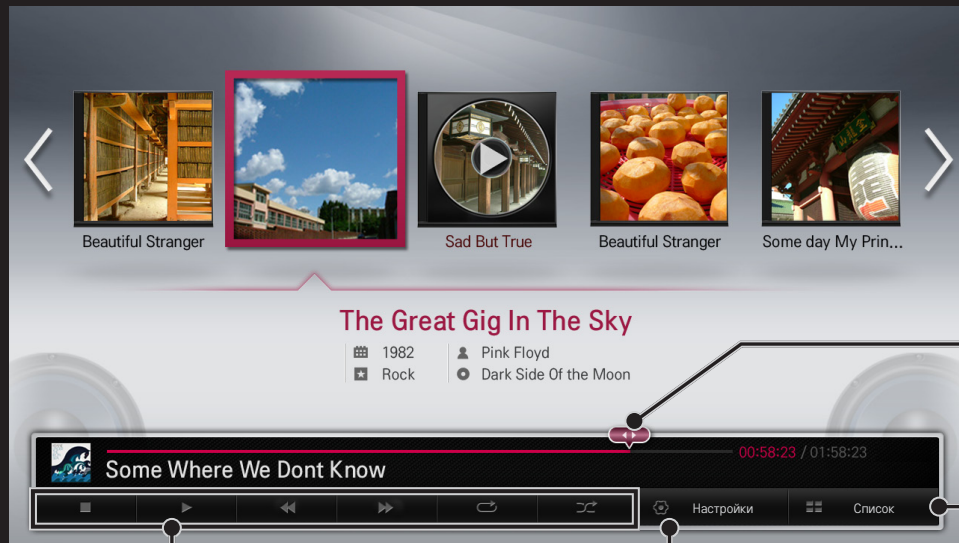 Beautiful Stranger
Sad But True
Beautiful Stranger
Some day My Prin...
The Great Gig In The Sky
1982
Pink Floyd
Rock
Dark Side Of the Moon
00:58:23 / 01:58:23
Some Where We Dont Know
Настройки
Список